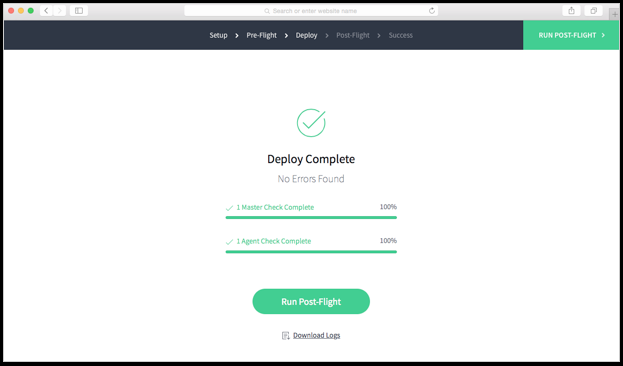 Search or enter website name
Setup Pre-Flight Deploy Post-Flight Success
RUN POST-FLIGHT
Deploy Complete
No Errors Found
1 Master Check Complete 100%
1 Agent Check Complete 100%
Run Post-Flight
Download Logs